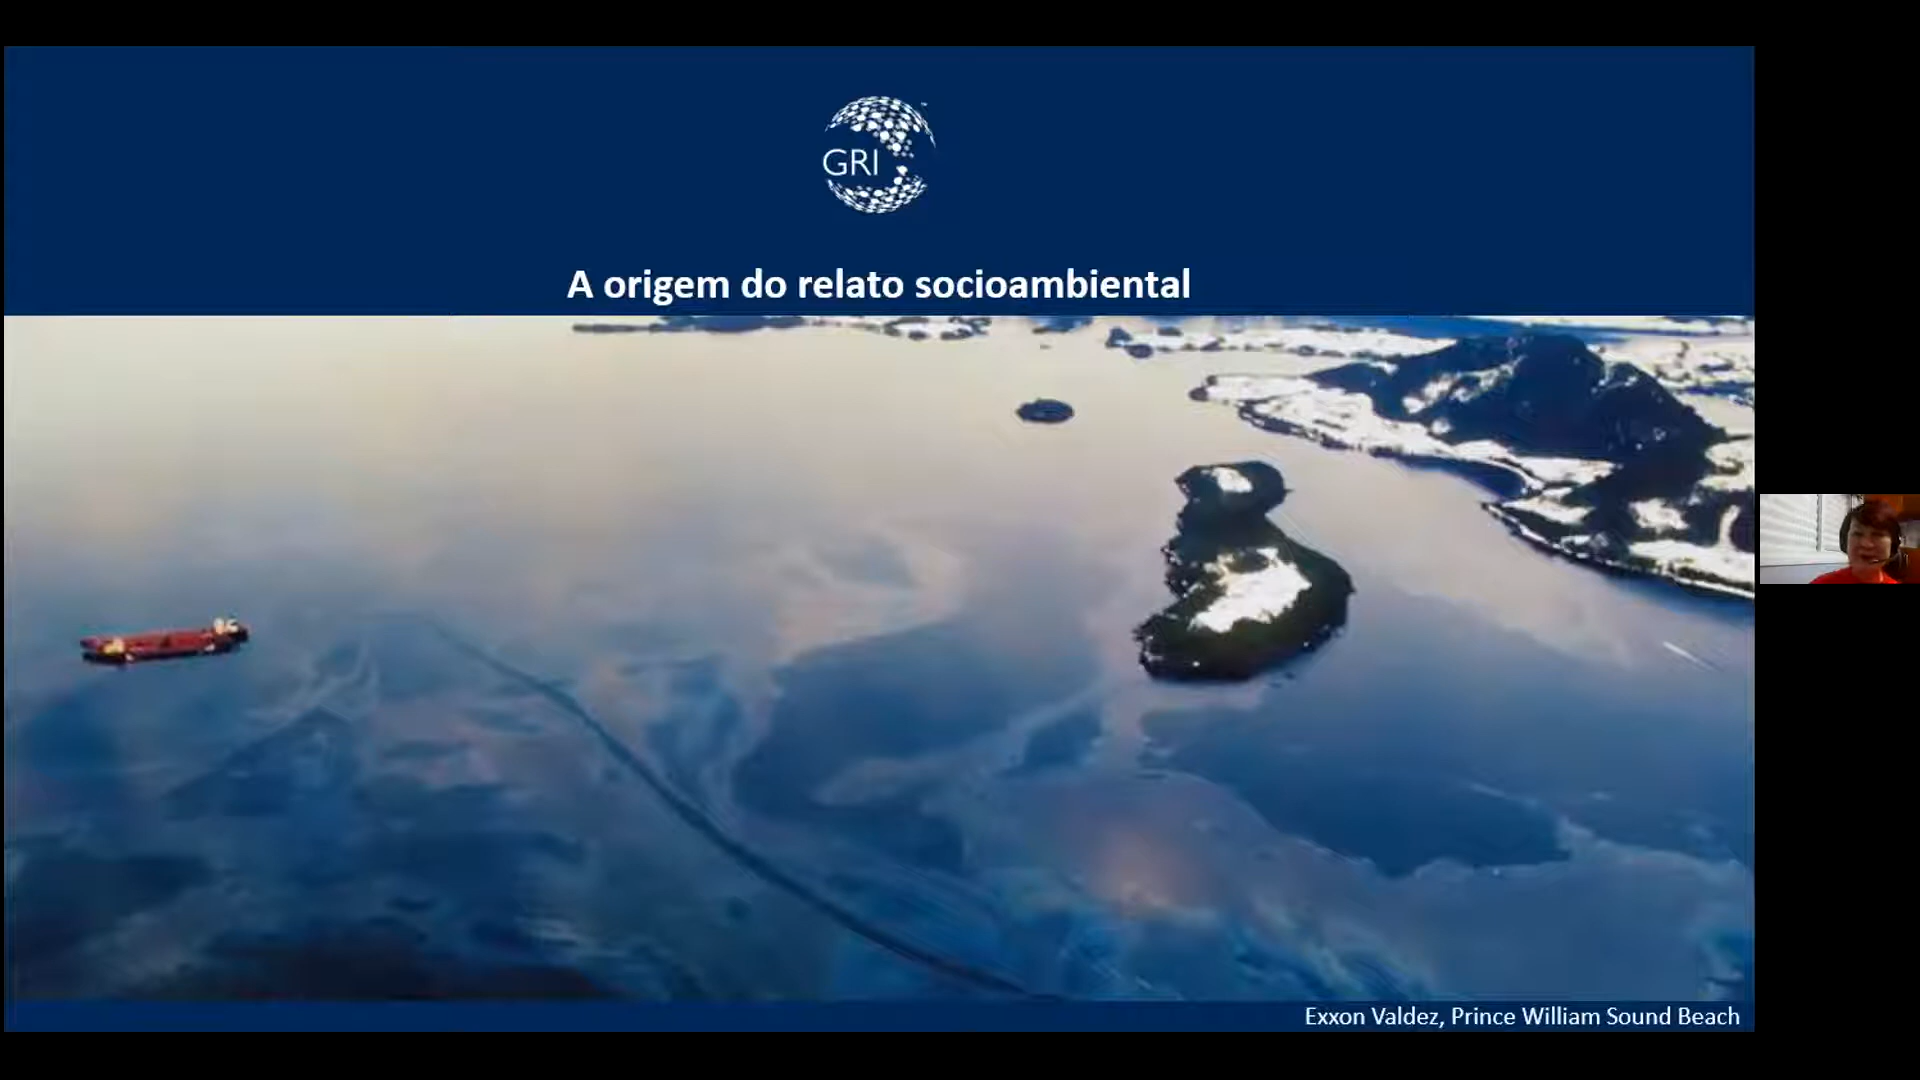 GRI
A origem do relato socioambiental
Exxon Valdez, Prince William Sound Beach